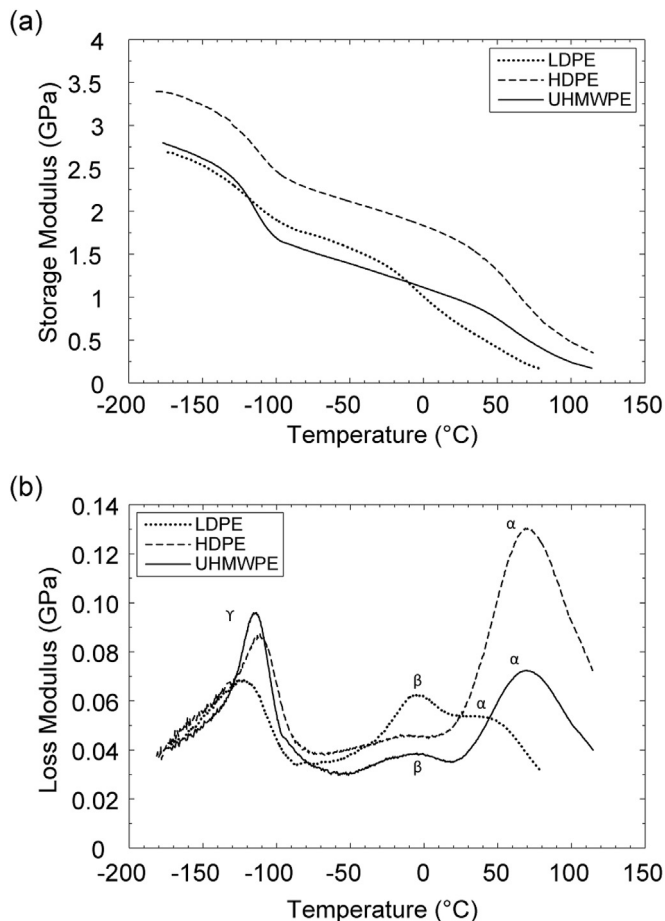 (a)
4
3.5
3
2.5
2
1.5
1
0.5
0
Storage Modulus (GPa)
LDPE
HDPE
UHMWPE
-200 -150 -100 -50 0 50 100 150
Temperature (°C)
(b)
0.14
0.12
0.10
0.08
0.06
0.04
0.02
0
Loss Modulus (GPa)
LDPE
HDPE
UHMWPE
α
ϒ
β
α
α
β
-200 -150 -100 -50 0 50 100 150
Temperature (°C)